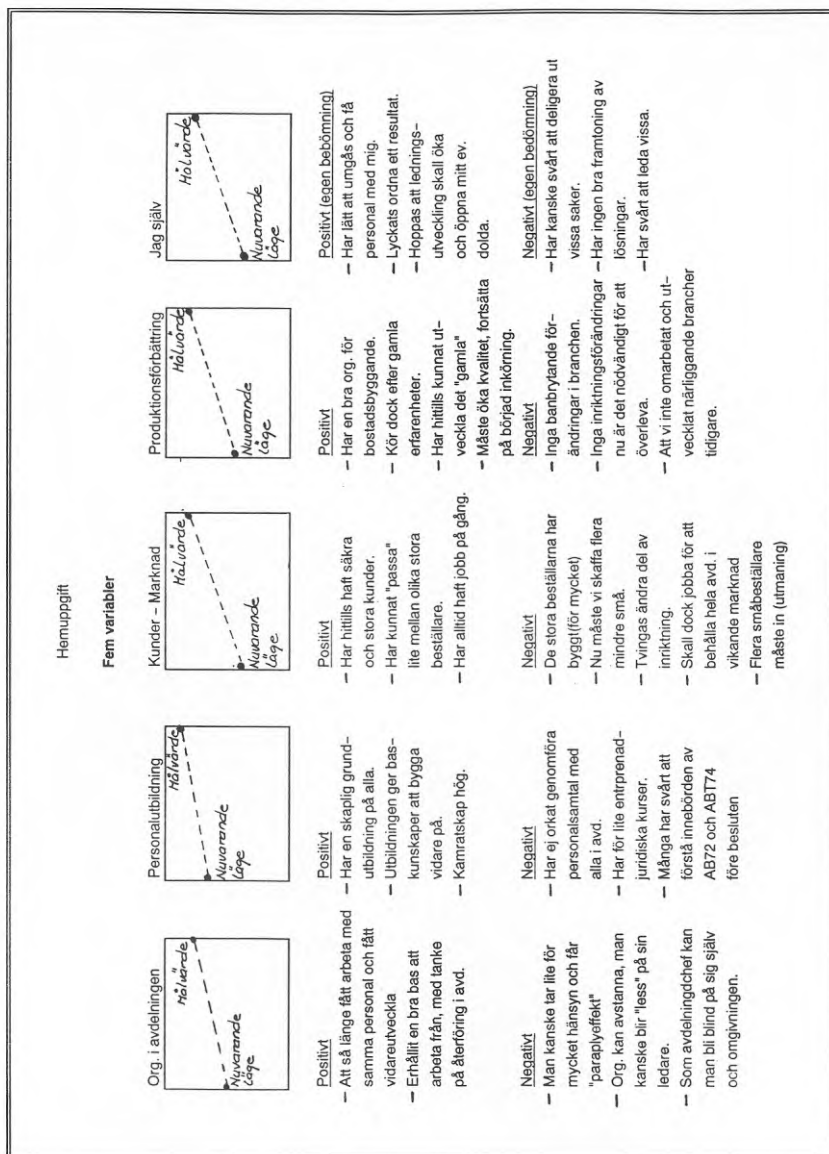 Hemuppgift
Fem variabler
Org. i avdelningen
Målvärde
Nuvarande
läge
Positivt
– Att så länge fått arbeta med
samma personal och fått
vidareutveckla
– Erhållit en bra bas att
arbeta från, med tanke
på återföring i avd.
Negativt
– Man kanske tar lite för
mycket hänsyn och får
"paraplyeffekt"
– Org. kan avstanna, man
kanske blir "less" på sin
ledare.
– Som avdelningdchef kan
man bli blind på sig själv
och omgivningen.
Personalutbildning
Målvärde
Nuvarande
läge
Positivt
– Har en skaplig grund–
utbildning på alla.
– Utbildningen ger bas–
kunskaper att bygga
vidare på.
– Kamratskap hög.
Negativt
– Har ej orkat genomföra
personalsamtal med
alla i avd.
– Har för lite entrprenad–
juridiska kurser.
– Många har svårt att
förstå innebörden av
AB72 och ABT74
före besluten
Kunder – Marknad
Målvärde
Nuvarande
läge
Positivt
– Har hittills haft säkra
och stora kunder.
– Har kunnat "passa"
lite mellan olika stora
beställare.
– Har alltid haft jobb på gång.
Negativt
– De stora beställarna har
byggt(för mycket)
– Nu måste vi skaffa flera
mindre små.
– Tvingas ändra del av
inriktning.
– Skall dock jobba för att
behålla hela avd. i
vikande marknad
– Flera småbeställare
måste in (utmaning)
Produktionsförbättring
Målvärde
Nuvarande
läge
Positivt
– Har en bra org. för
bostadsbyggande.
– Kör dock efter gamla
erfarenheter.
– Har hittills kunnat ut–
veckla det "gamla"
– Måste öka kvalitet, fortsätta
på börjad inkörning.
Negativt
– Inga banbrytande för–
ändringar i branchen.
– Inga inriktningsförändringar
nu är det nödvändigt för att
överleva.
– Att vi inte omarbetat och ut–
vecklat närliggande brancher
tidigare.
Jag själv
Målvärde
Nuvarande
läge
Positivt (egen bebömning)
– Har lätt att umgås och få
personal med mig.
– Lyckats ordna ett resultat.
– Hoppas att lednings–
utveckling skall öka
och öppna mitt ev.
dolda.
Negativt (egen bedömning)
– Har kanske svårt att deligera ut
vissa saker.
– Har ingen bra framtoning av
lösningar.
– Har svårt att leda vissa.